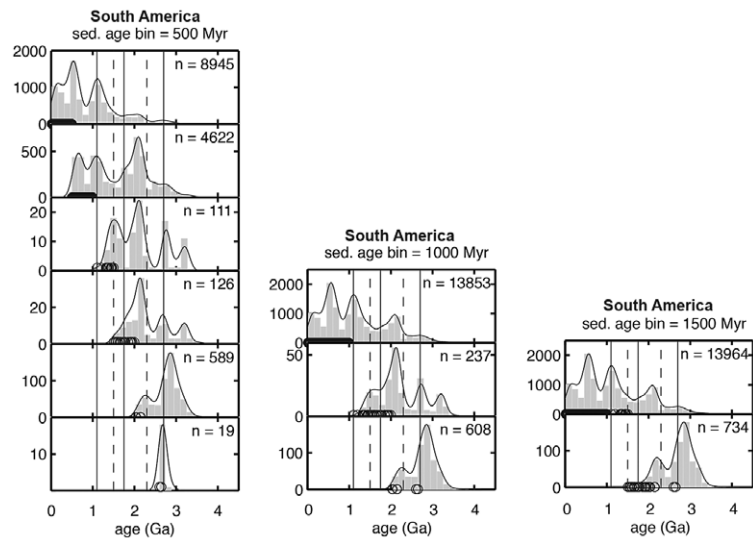 South America
sed. age bin = 500 Myr
2000
1000
0
n = 8945
500
0
n = 4622
20
10
0
n = 111
20
0
n = 126
100
0
n = 589
10
n = 19
0 1 2 3 4
age (Ga)
South America
sed. age bin = 1000 Myr
2000
1000
0
n = 13853
50
0
n = 237
100
0
n = 608
0 1 2 3 4
age (Ga)
South America
sed. age bin = 1500 Myr
2000
1000
0
n = 13964
100
0
n = 734
0 1 2 3 4
age (Ga)